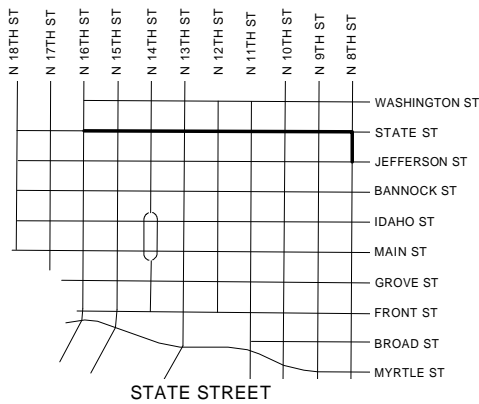 N 18TH ST
N 17TH ST
N 16TH ST
N 15TH ST
N 14TH ST
N 13TH ST
N 12TH ST
N 11TH ST
N 10TH ST
N 9TH ST
N 8TH ST
WASHINGTON ST
STATE ST
JEFFERSON ST
BANNOCK ST
IDAHO ST
MAIN ST
GROVE ST
FRONT ST
BROAD ST
MYRTLE ST
STATE STREET